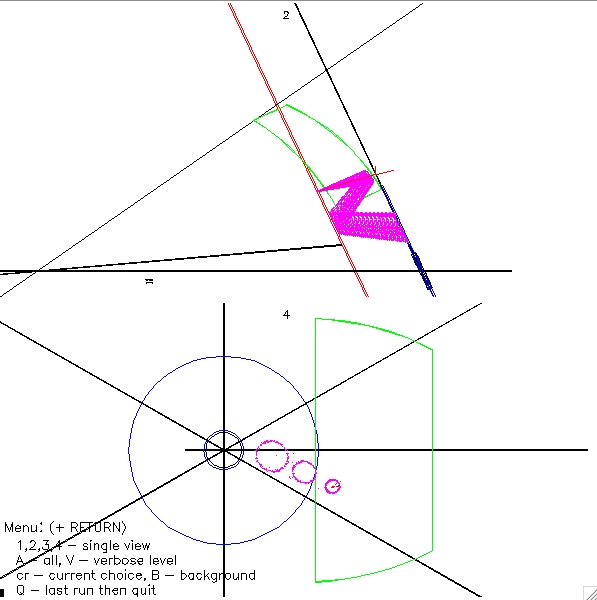 2
4
Menu: (+ RETURN)
1,2,3,4 - single view
A - all, V - verbose level
cr - current choice, B - background
Q - last run then quit